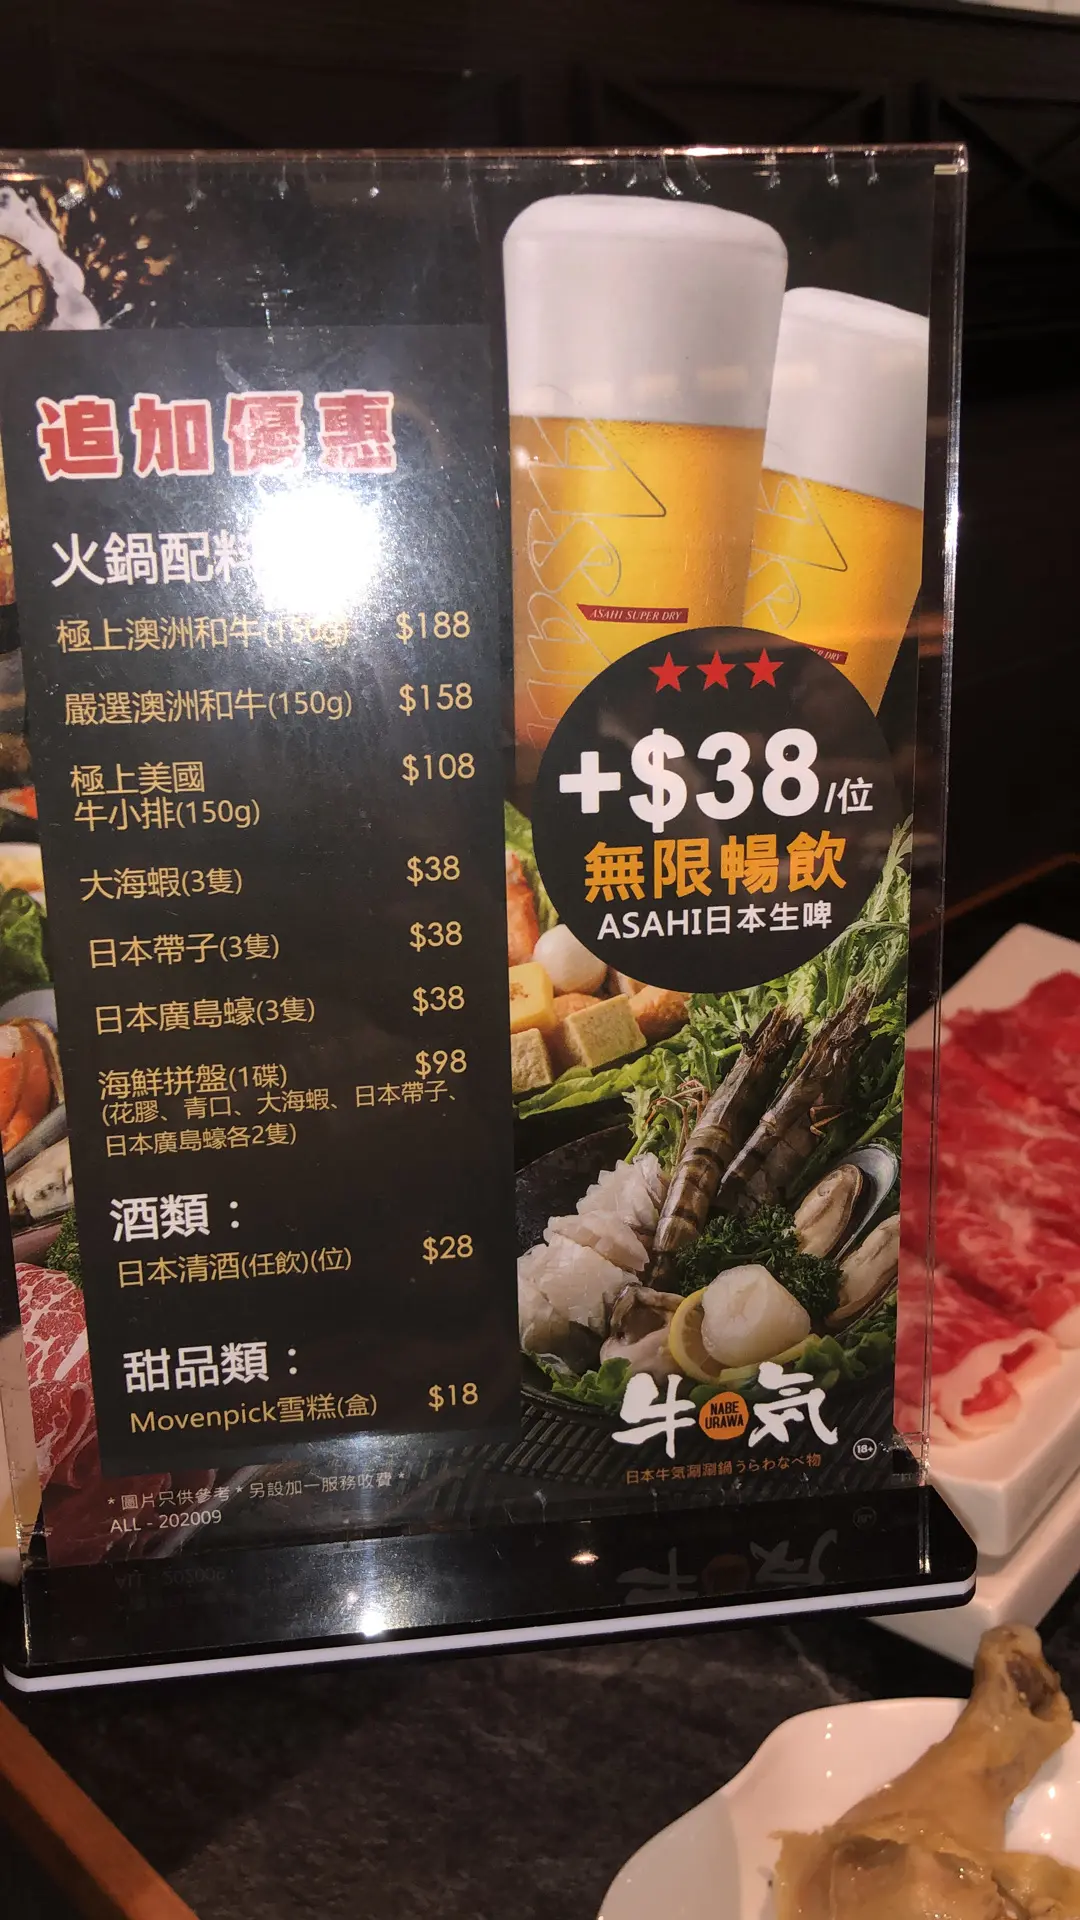 追加優惠
火鍋配料
極上澳洲和牛(150g) $188
嚴選澳洲和牛(150g) $158
極上美國 $108
牛小排(150g)
大海蝦(3隻) $38
日本帶子(3隻) $38
日本廣島蠔(3隻) $38
海鮮拼盤(1碟) $98
(花膠、青口、大海蝦、日本帶子、
日本廣島蠔各2隻)
酒類：
日本清酒(任飲)(位) $28
甜品類：
Movenpick雪糕(盒) $18
*圖片只供參考 *另設加一服務收費*
ALL - 202009
Asahi
ASAHI SUPER DRY
R DRY
+$38/位
無限暢飲
ASAHI日本生啤
牛気
NABE
URAWA
日本牛気涮涮鍋うらわなべ物
18+